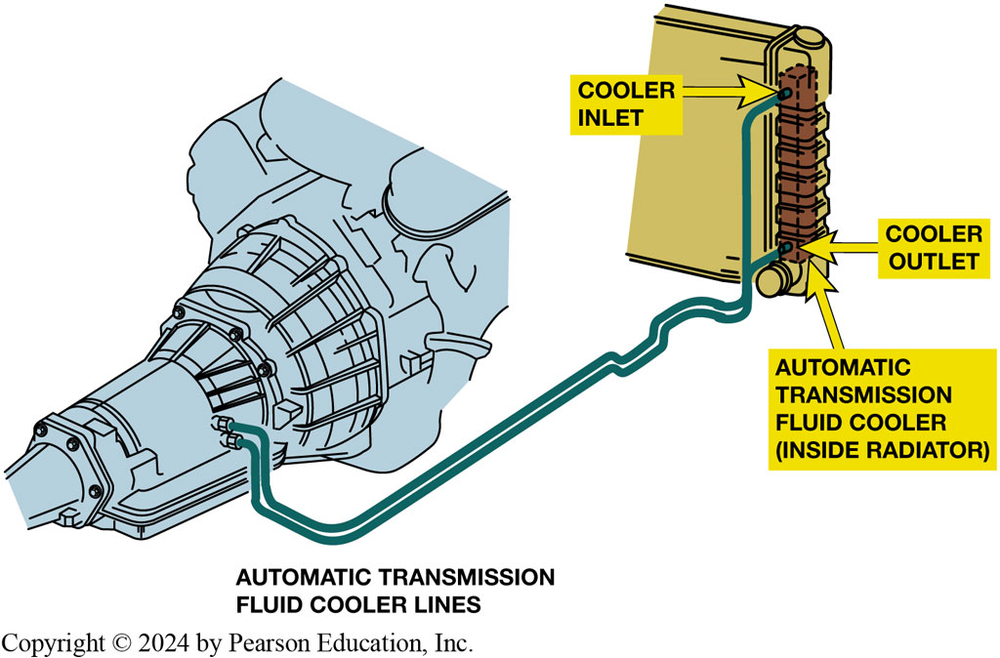 COOLER
INLET
COOLER
OUTLET
AUTOMATIC
TRANSMISSION
FLUID COOLER
(INSIDE RADIATOR)
AUTOMATIC TRANSMISSION
FLUID COOLER LINES
Copyright © 2024 by Pearson Education, Inc.